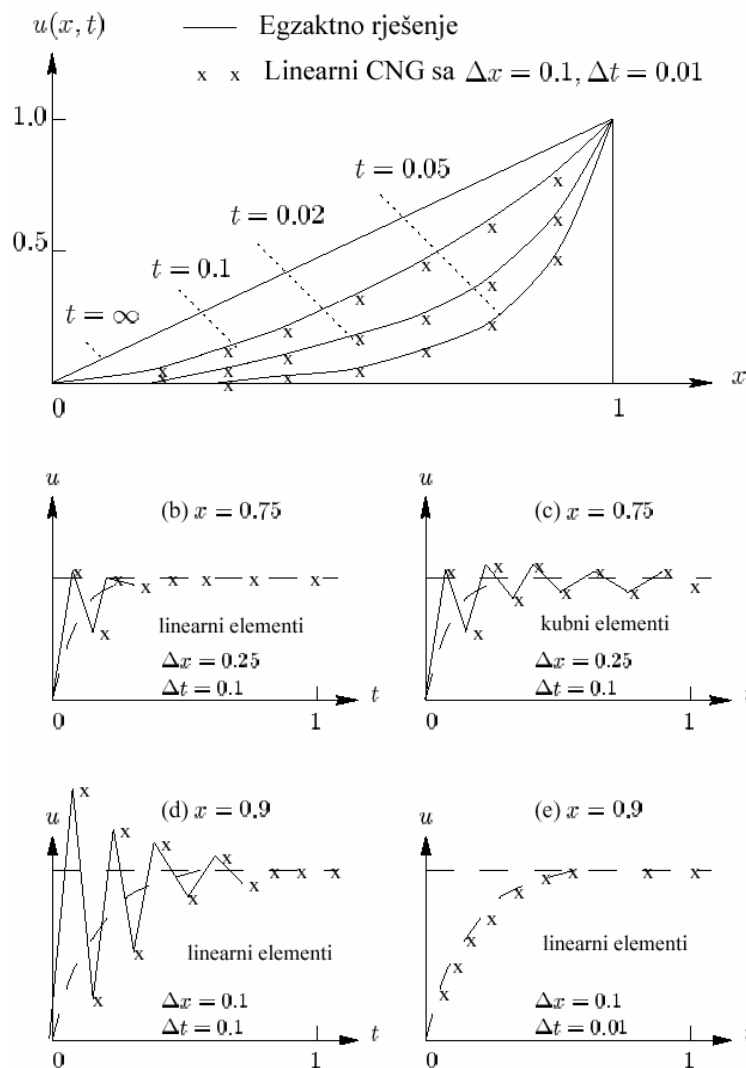 u(x, t)
Egzaktno rješenje
x x Linearni CNG sa Δx = 0.1, Δt = 0.01
1.0
0.5
t = 0.05
t = 0.02
t = 0.1
t = ∞
0
1
x
u
(b) x = 0.75
linearni elementi
Δx = 0.25
Δt = 0.1
0
1
t
u
(c) x = 0.75
kubni elementi
Δx = 0.25
Δt = 0.1
0
1
u
(d) x = 0.9
linearni elementi
Δx = 0.1
Δt = 0.1
0
1
t
u
(e) x = 0.9
linearni elementi
Δx = 0.1
Δt = 0.01
0
1